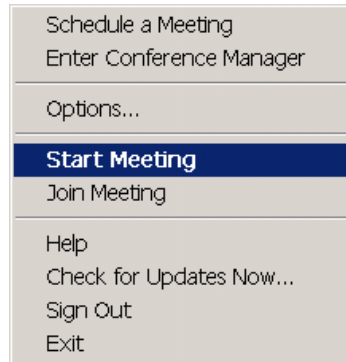 Schedule a Meeting
Enter Conference Manager
Options...
Start Meeting
Join Meeting
Help
Check for Updates Now...
Sign Out
Exit